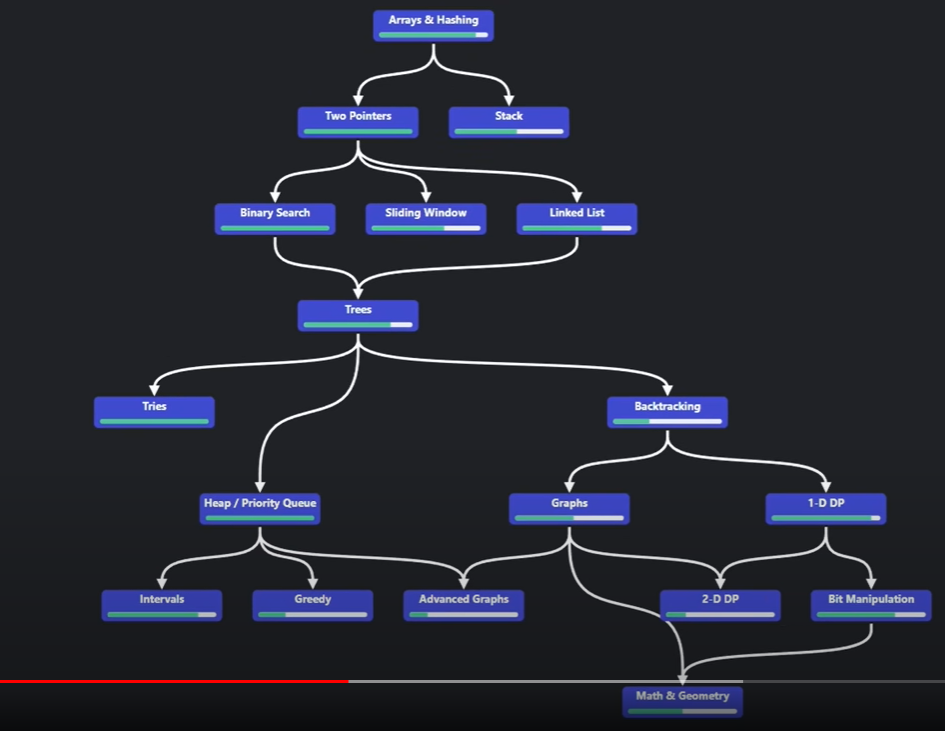 Arrays & Hashing
Two Pointers
Stack
Binary Search
Sliding Window
Linked List
Trees
Tries
Backtracking
Heap / Priority Queue
Graphs
1-D DP
Intervals
Greedy
Advanced Graphs
2-D DP
Bit Manipulation
Math & Geometry